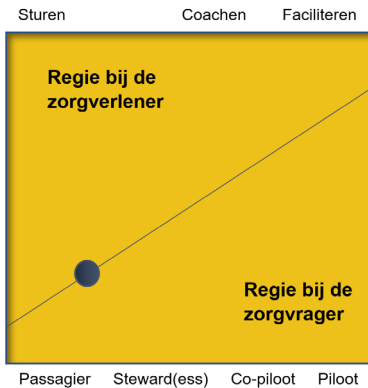 Sturen Coachen Faciliteren
Regie bij de
zorgverlener
Regie bij de
zorgvrager
Passagier Steward(ess) Co-piloot Piloot